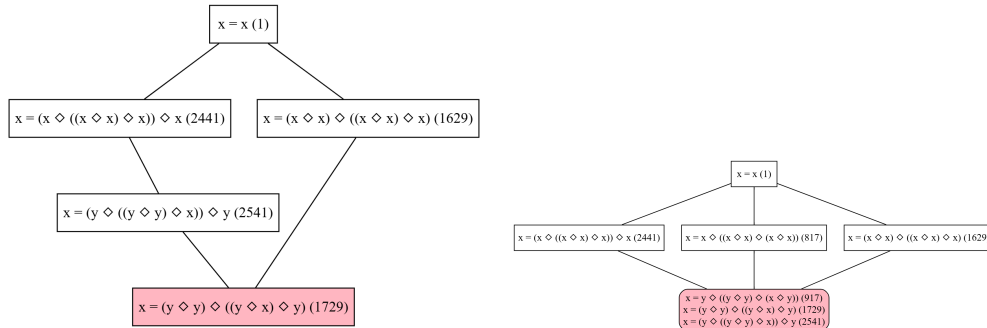 x = x (1)
x = (x ◇ ((x ◇ x) ◇ x)) ◇ x (2441)
x = (x ◇ x) ◇ ((x ◇ x) ◇ x) (1629)
x = (y ◇ ((y ◇ y) ◇ x)) ◇ y (2541)
x = (y ◇ y) ◇ ((y ◇ x) ◇ y) (1729)
x = x (1)
x = (x ◇ ((x ◇ x) ◇ x)) ◇ x (2441)
x = x ◇ ((x ◇ x) ◇ (x ◇ x)) (817)
x = (x ◇ x) ◇ ((x ◇ x) ◇ x) (1629
x = y ◇ ((y ◇ y) ◇ (x ◇ y)) (917)
x = (y ◇ y) ◇ ((y ◇ x) ◇ y) (1729)
x = (y ◇ ((y ◇ y) ◇ x)) ◇ y (2541)